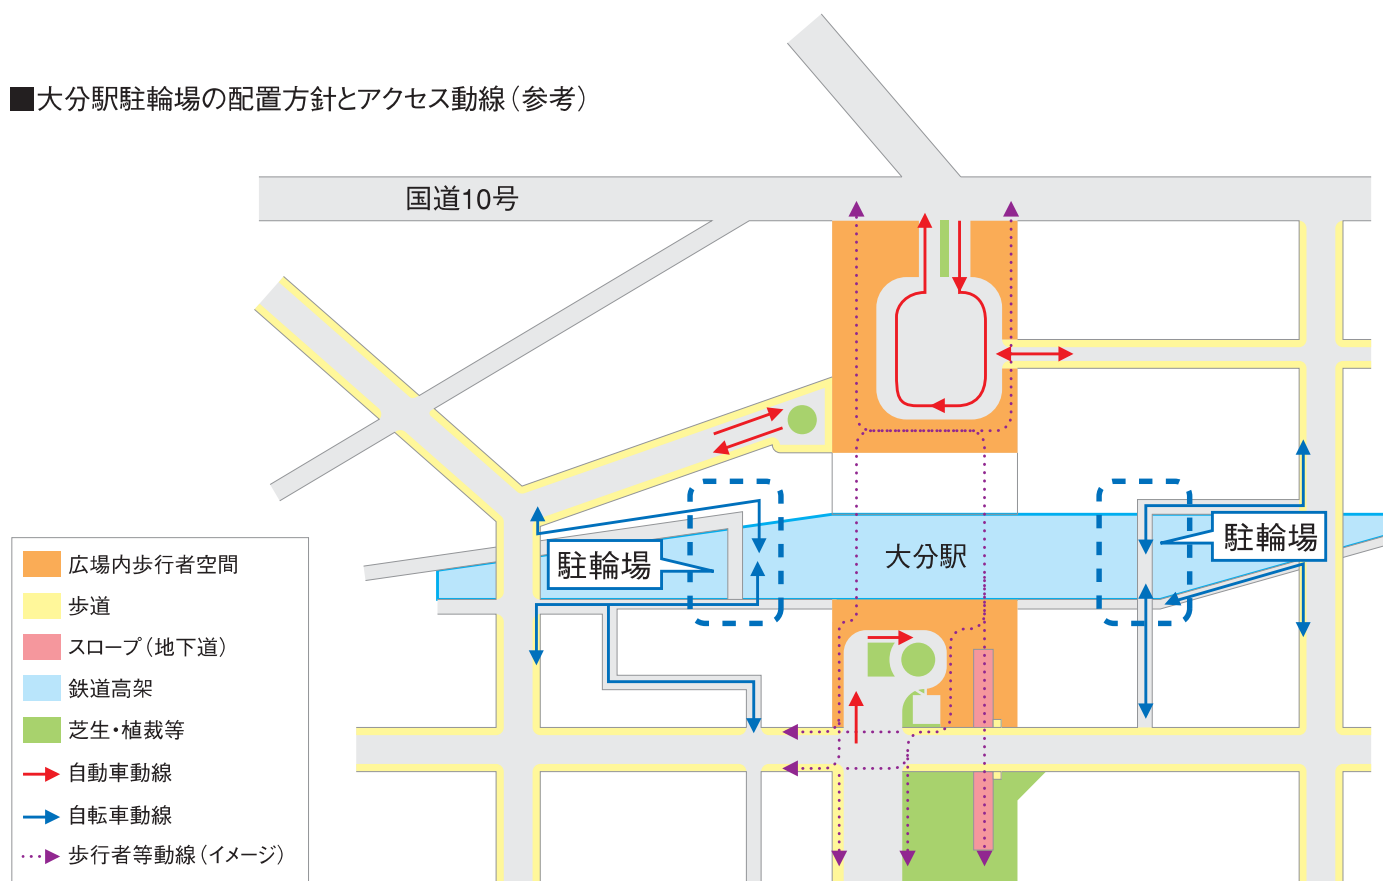 ■大分駅駐輪場の配置方針とアクセス動線(参考)
国道10号
駐輪場
大分駅
駐輪場
広場内歩行者空間
歩道
スロープ(地下道)
鉄道高架
芝生・植裁等
自動車動線
自転車動線
歩行者等動線(イメージ)